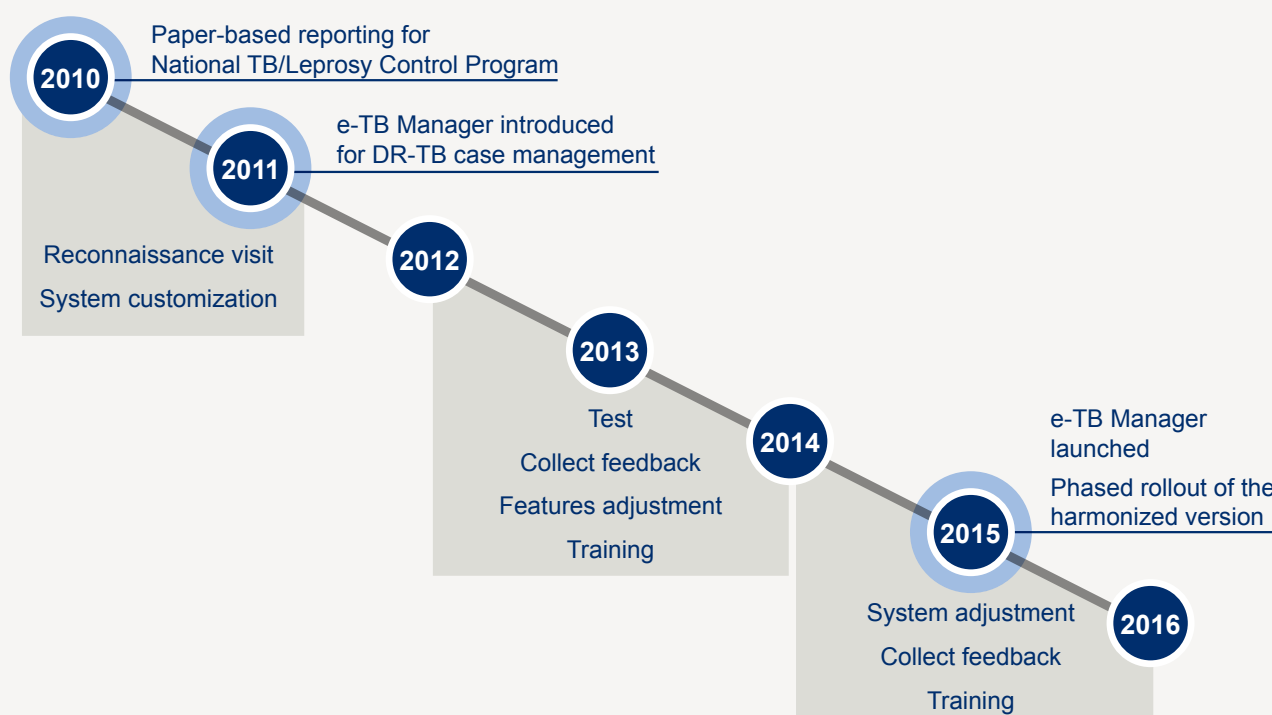 2010
Paper-based reporting for
National TB/Leprosy Control Program
2011
e-TB Manager introduced
for DR-TB case management
Reconnaissance visit
System customization
2012
2013
Test
Collect feedback
Features adjustment
Training
2014
2015
e-TB Manager
launched
Phased rollout of the
harmonized version
System adjustment
Collect feedback
Training
2016